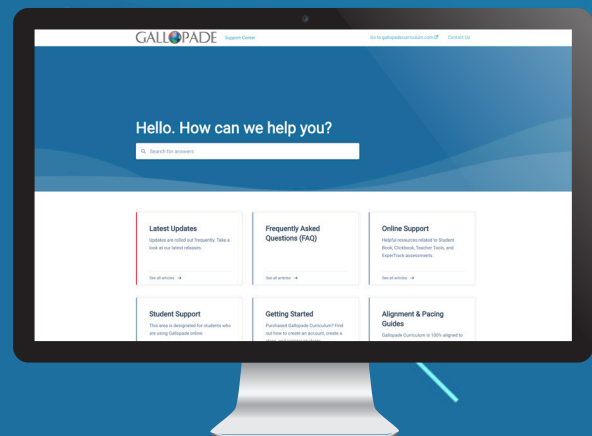 GALLOPADE Support Center Go to gallopadecurriculum.com Contact Us
Hello. How can we help you?
Search for answers
Latest Updates
Updates are rolled out frequently. Take a
look at our latest releases.
See all articles →
Frequently Asked
Questions (FAQ)
See all articles →
Online Support
Helpful resources related to Student
Book, Clickbook, Teacher Tools, and
ExperTrack assessments.
See all articles →
Student Support
This area is designated for students who
are using Gallopade online.
Getting Started
Purchased Gallopade Curriculum? Find
out how to create an account, create a
Alignment & Pacing
Guides
Gallopade Curriculum is 100% aligned to